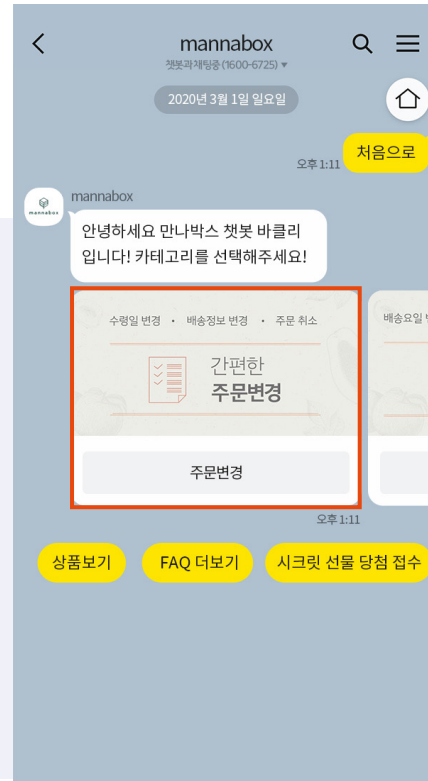 mannabox
챗봇과 채팅중 (1600-6725) ▾
2020년 3월 1일 일요일
처음으로
오후 1:11
mannabox
mannabox
안녕하세요 만나박스 챗봇 바클리
입니다! 카테고리를 선택해주세요!
수령일 변경 • 배송정보 변경 • 주문 취소
간편한
주문변경
주문변경
배송요일
오후 1:11
상품보기
FAQ 더보기
시크릿 선물 당첨 접수